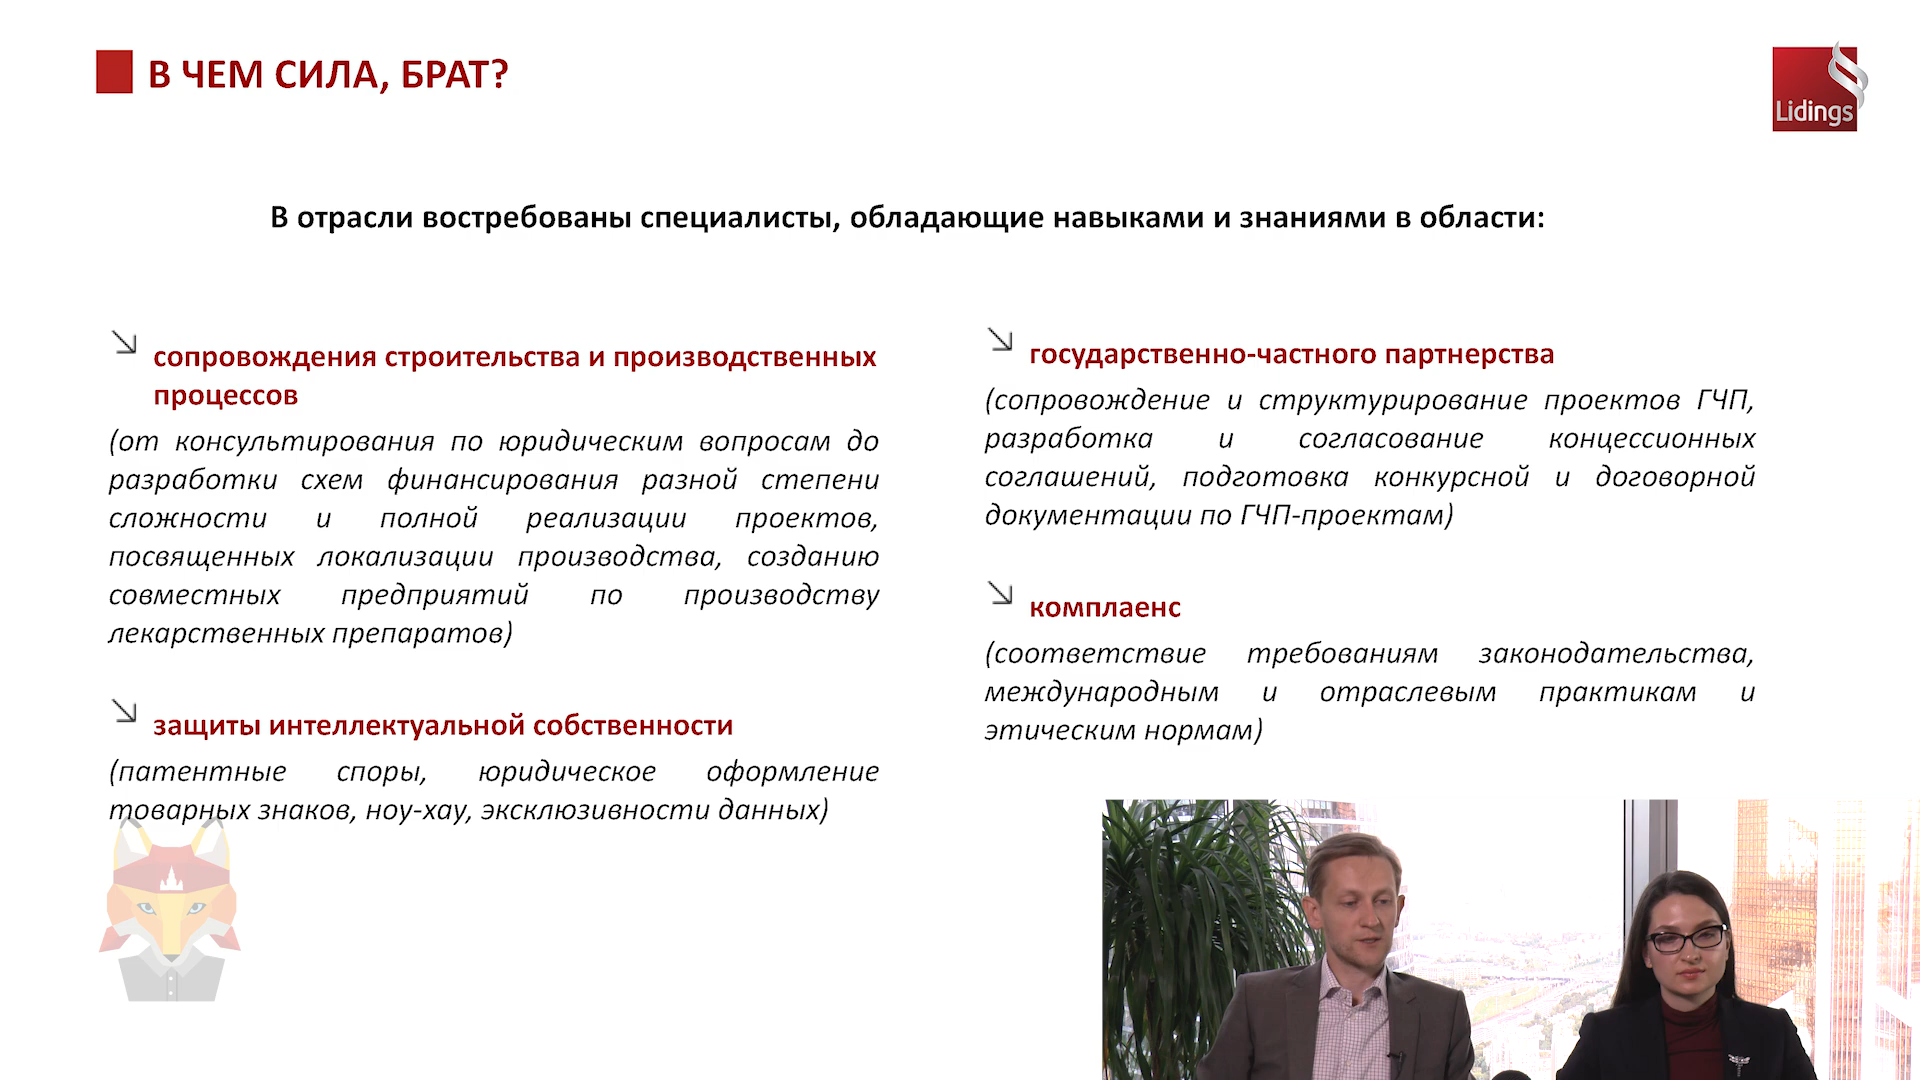 В ЧЕМ СИЛА, БРАТ?
Lidings
В отрасли востребованы специалисты, обладающие навыками и знаниями в области:
сопровождения строительства и производственных
процессов
(от консультирования по юридическим вопросам до
разработки схем финансирования разной степени
сложности и полной реализации проектов,
посвященных локализации производства, созданию
совместных предприятий по производству
лекарственных препаратов)
защиты интеллектуальной собственности
(патентные споры, юридическое оформление
товарных знаков, ноу-хау, эксклюзивности данных)
государственно-частного партнерства
(сопровождение и структурирование проектов ГЧП,
разработка и согласование концессионных
соглашений, подготовка конкурсной и договорной
документации по ГЧП-проектам)
комплаенс
(соответствие требованиям законодательства,
международным и отраслевым практикам и
этическим нормам)